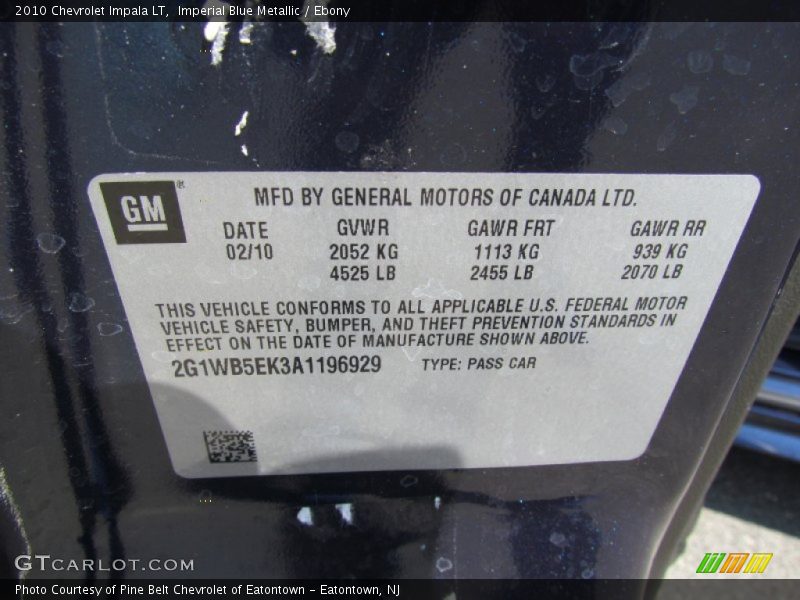 2010 Chevrolet Impala LT,  Imperial Blue Metallic / Ebony
GM®
MFD BY GENERAL MOTORS OF CANADA LTD.
DATE GVWR GAWR FRT GAWR RR
02/10 2052 KG 1113 KG 939 KG
4525 LB 2455 LB 2070 LB
THIS VEHICLE CONFORMS TO ALL APPLICABLE U.S. FEDERAL MOTOR
VEHICLE SAFETY, BUMPER, AND THEFT PREVENTION STANDARDS IN
EFFECT ON THE DATE OF MANUFACTURE SHOWN ABOVE.
2G1WB5EK3A1196929 TYPE: PASS CAR
GTCARLOT.COM
Photo Courtesy of Pine Belt Chevrolet of Eatontown – Eatontown, NJ